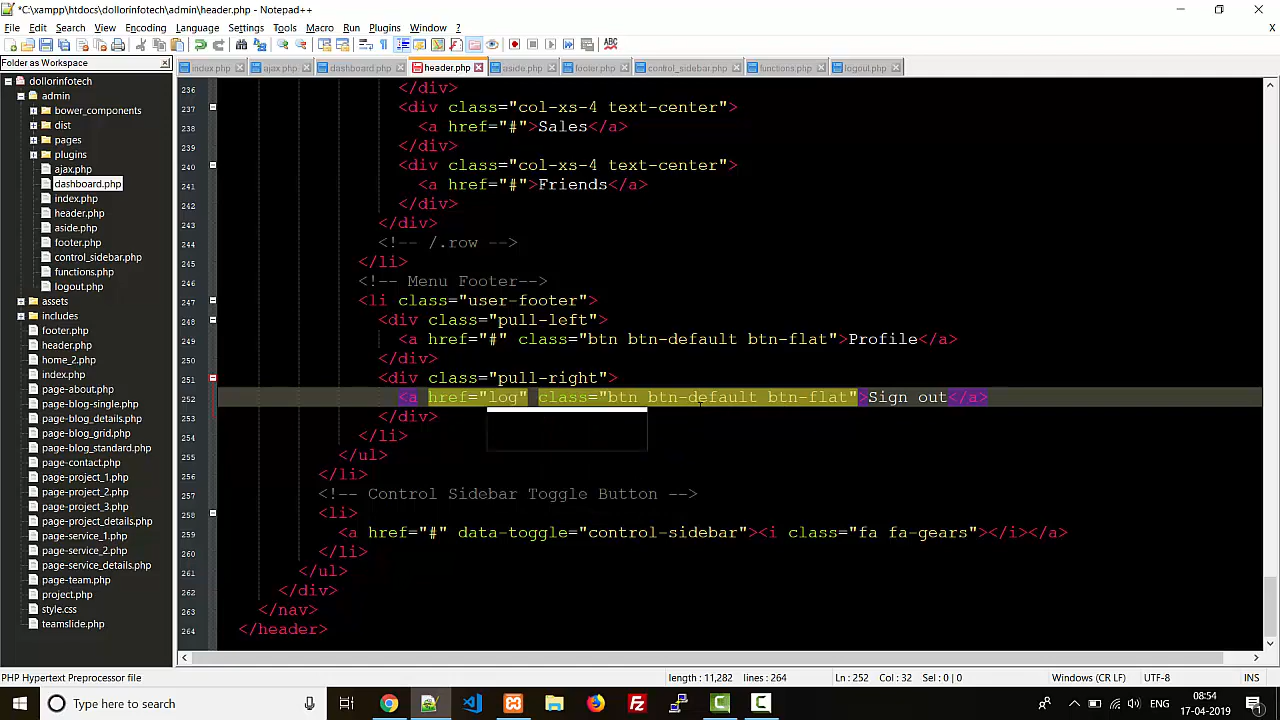 *C:\xampp\htdocs\dollorinfotech\admin\header.php - Notepad++
File Edit Search View Encoding Language Settings Tools Macro Run Plugins Window ?
X
ABC
Folder as Workspace
index.php ajax.php dashboard.php header.php aside.php footer.php control_sidebar.php functions.php logout.php
dollorinfotech
admin
bower_components
dist
pages
plugins
ajax.php
dashboard.php
index.php
header.php
aside.php
footer.php
control_sidebar.php
functions.php
logout.php
assets
includes
footer.php
header.php
home_2.php
index.php
page-about.php
page-blog_single.php
page-blog_details.php
page-blog_grid.php
page-blog_standard.php
page-contact.php
page-project_1.php
page-project_2.php
page-project_3.php
page-project_details.php
page-service_1.php
page-service_2.php
page-service_details.php
page-team.php
project.php
style.css
teamslide.php
236 </div>
237 <div class="col-xs-4 text-center">
238 <a href="#">Sales</a>
239 </div>
240 <div class="col-xs-4 text-center">
241 <a href="#">Friends</a>
242 </div>
243 </div>
244 <!-- /.row -->
245 </li>
246 <!-- Menu Footer-->
247 <li class="user-footer">
248 <div class="pull-left">
249 <a href="#" class="btn btn-default btn-flat">Profile</a>
250 </div>
251 <div class="pull-right">
252 <a href="log" class="btn btn-default btn-flat">Sign out</a>
253 </div>
254 </li>
255 </ul>
256 </li>
257 <!-- Control Sidebar Toggle Button -->
258 <li>
259 <a href="#" data-toggle="control-sidebar"><i class="fa fa-gears"></i></a>
260 </li>
261 </ul>
262 </div>
263 </nav>
264 </header>
PHP Hypertext Preprocessor file length : 11,282 lines : 264 Ln : 252 Col : 32 Sel : 0 | 0 Windows (CR LF) UTF-8 INS
Type here to search
ENG
08:54
17-04-2019